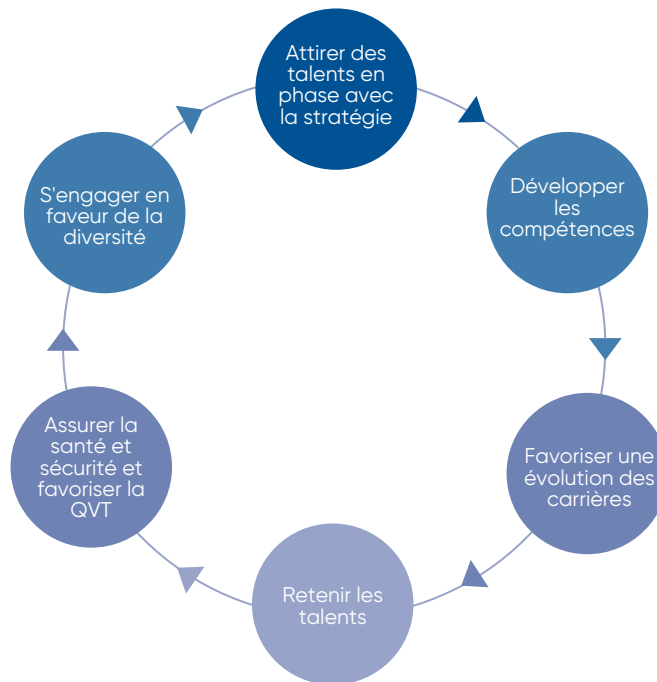 Attirer des
talents en
phase avec
la stratégie
Développer
les
compétences
Favoriser une
évolution des
carrières
Retenir les
talents
Assurer la
santé et
sécurité et
favoriser la
QVT
S'engager en
faveur de la
diversité